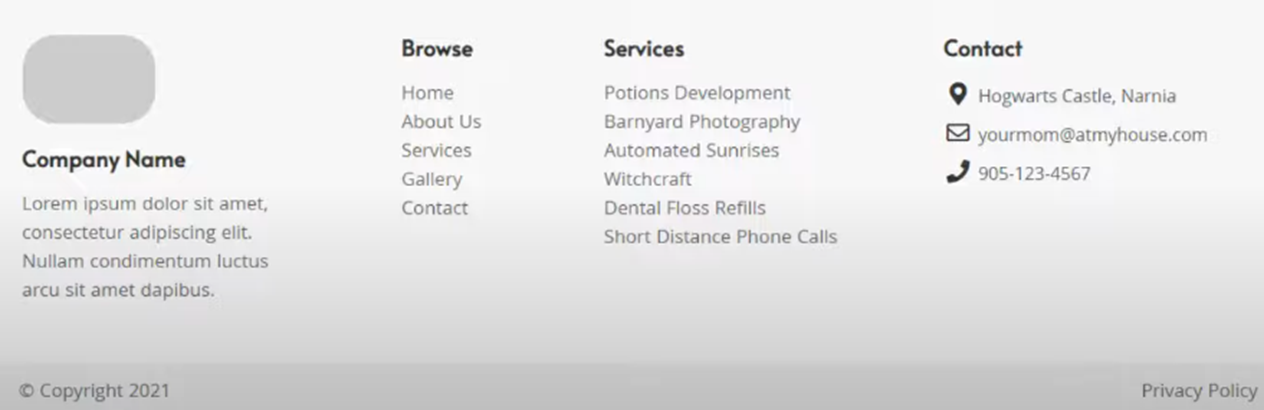 Company Name
Lorem ipsum dolor sit amet,
consectetur adipiscing elit.
Nullam condimentum luctus
arcu sit amet dapibus.
Browse
Home
About Us
Services
Gallery
Contact
Services
Potions Development
Barnyard Photography
Automated Sunrises
Witchcraft
Dental Floss Refills
Short Distance Phone Calls
Contact
Hogwarts Castle, Narnia
yourmom@atmyhouse.com
905-123-4567
© Copyright 2021
Privacy Policy